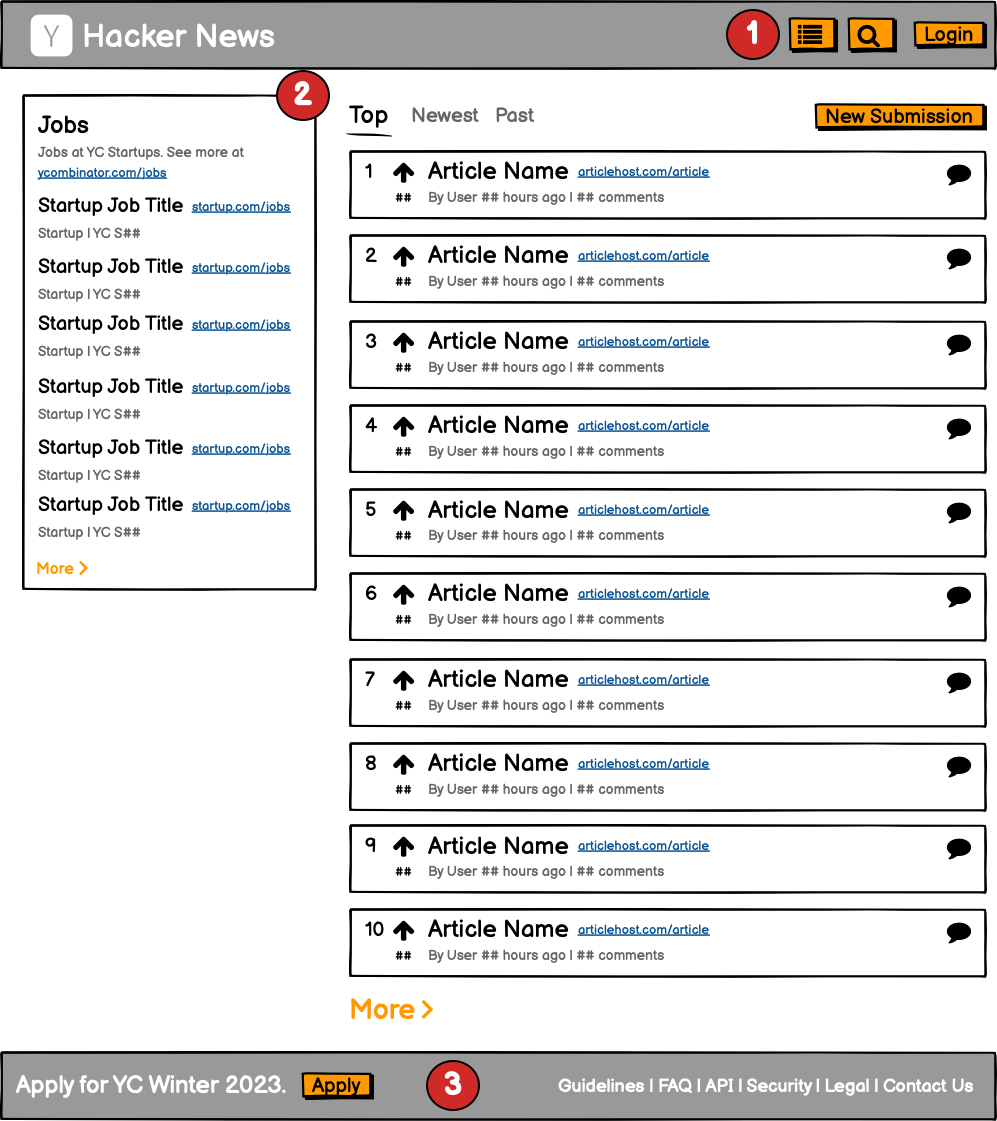 Y Hacker News 1 Login
2
Jobs
Jobs at YC Startups. See more at
ycombinator.com/jobs
Startup Job Title startup.com/jobs
Startup | YC S##
Startup Job Title startup.com/jobs
Startup | YC S##
Startup Job Title startup.com/jobs
Startup | YC S##
Startup Job Title startup.com/jobs
Startup | YC S##
Startup Job Title startup.com/jobs
Startup | YC S##
Startup Job Title startup.com/jobs
Startup | YC S##
More >
Top Newest Past New Submission
1 Article Name articlehost.com/article
## By User ## hours ago | ## comments
2 Article Name articlehost.com/article
## By User ## hours ago | ## comments
3 Article Name articlehost.com/article
## By User ## hours ago | ## comments
4 Article Name articlehost.com/article
## By User ## hours ago | ## comments
5 Article Name articlehost.com/article
## By User ## hours ago | ## comments
6 Article Name articlehost.com/article
## By User ## hours ago | ## comments
7 Article Name articlehost.com/article
## By User ## hours ago | ## comments
8 Article Name articlehost.com/article
## By User ## hours ago | ## comments
9 Article Name articlehost.com/article
## By User ## hours ago | ## comments
10 Article Name articlehost.com/article
## By User ## hours ago | ## comments
More >
Apply for YC Winter 2023. Apply 3 Guidelines | FAQ | API | Security | Legal | Contact Us